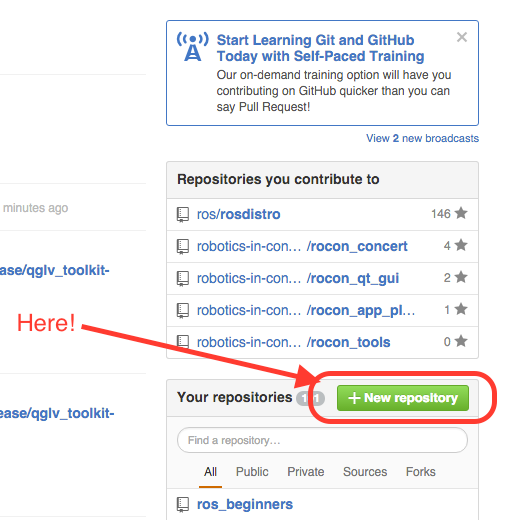 Start Learning Git and GitHub
Today with Self-Paced Training
Our on-demand training option will have you
contributing on GitHub quicker than you can
say Pull Request!
View 2 new broadcasts
Repositories you contribute to
minutes ago
ros/rosdistro 146
robotics-in-con… /rocon_concert 4
ase/qglv_toolkit-
robotics-in-con… /rocon_qt_gui 2
robotics-in-con… /rocon_app_pl… 1
Here!
robotics-in-con… /rocon_tools 0
Your repositories
+ New repository
ease/qglv_toolkit-
Find a repository…
All Public Private Sources Forks
ros_beginners